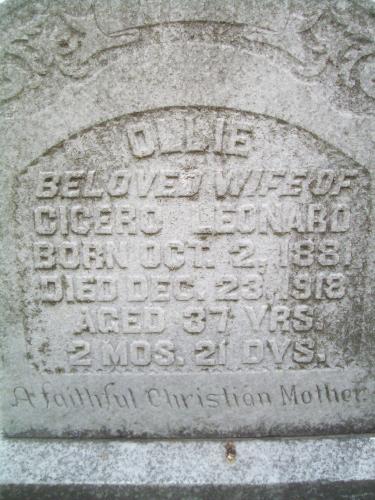 OLLIE
BELOVED WIFE OF
CICERO LEONARD
BORN OCT. 2, 1881.
DIED DEC. 23, 1918
AGED 37 YRS.
2 MOS. 21 DYS.
A faithful Christian Mother.